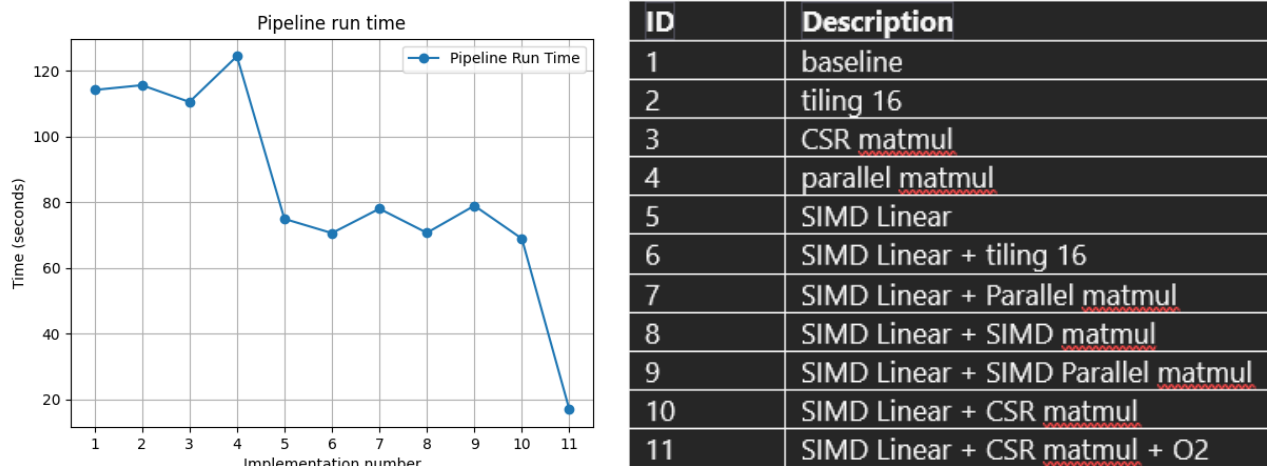 Pipeline run time
Pipeline Run Time
120
100
80
60
40
20
Time (seconds)
1 2 3 4 5 6 7 8 9 10 11
Implementation number
ID Description
1 baseline
2 tiling 16
3 CSR matmul
4 parallel matmul
5 SIMD Linear
6 SIMD Linear + tiling 16
7 SIMD Linear + Parallel matmul
8 SIMD Linear + SIMD matmul
9 SIMD Linear + SIMD Parallel matmul
10 SIMD Linear + CSR matmul
11 SIMD Linear + CSR matmul + O2